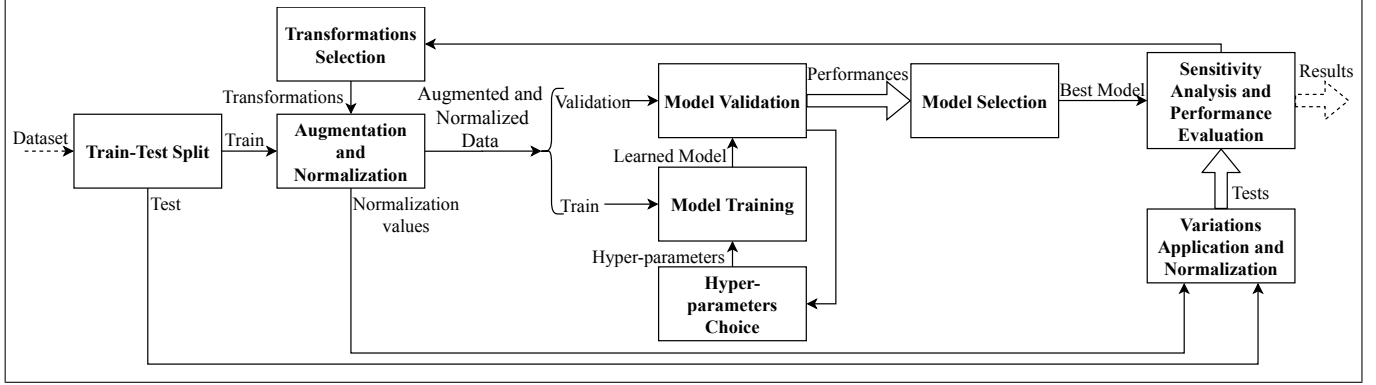 Transformations
Selection
Transformations
Dataset
Train-Test Split
Train
Test
Augmentation
and
Normalization
Normalization
values
Augmented and
Normalized
Data
Validation
Train
Model Validation
Learned Model
Model Training
Hyper-parameters
Hyper-
parameters
Choice
Performances
Model Selection
Best Model
Sensitivity
Analysis and
Performance
Evaluation
Results
Tests
Variations
Application and
Normalization